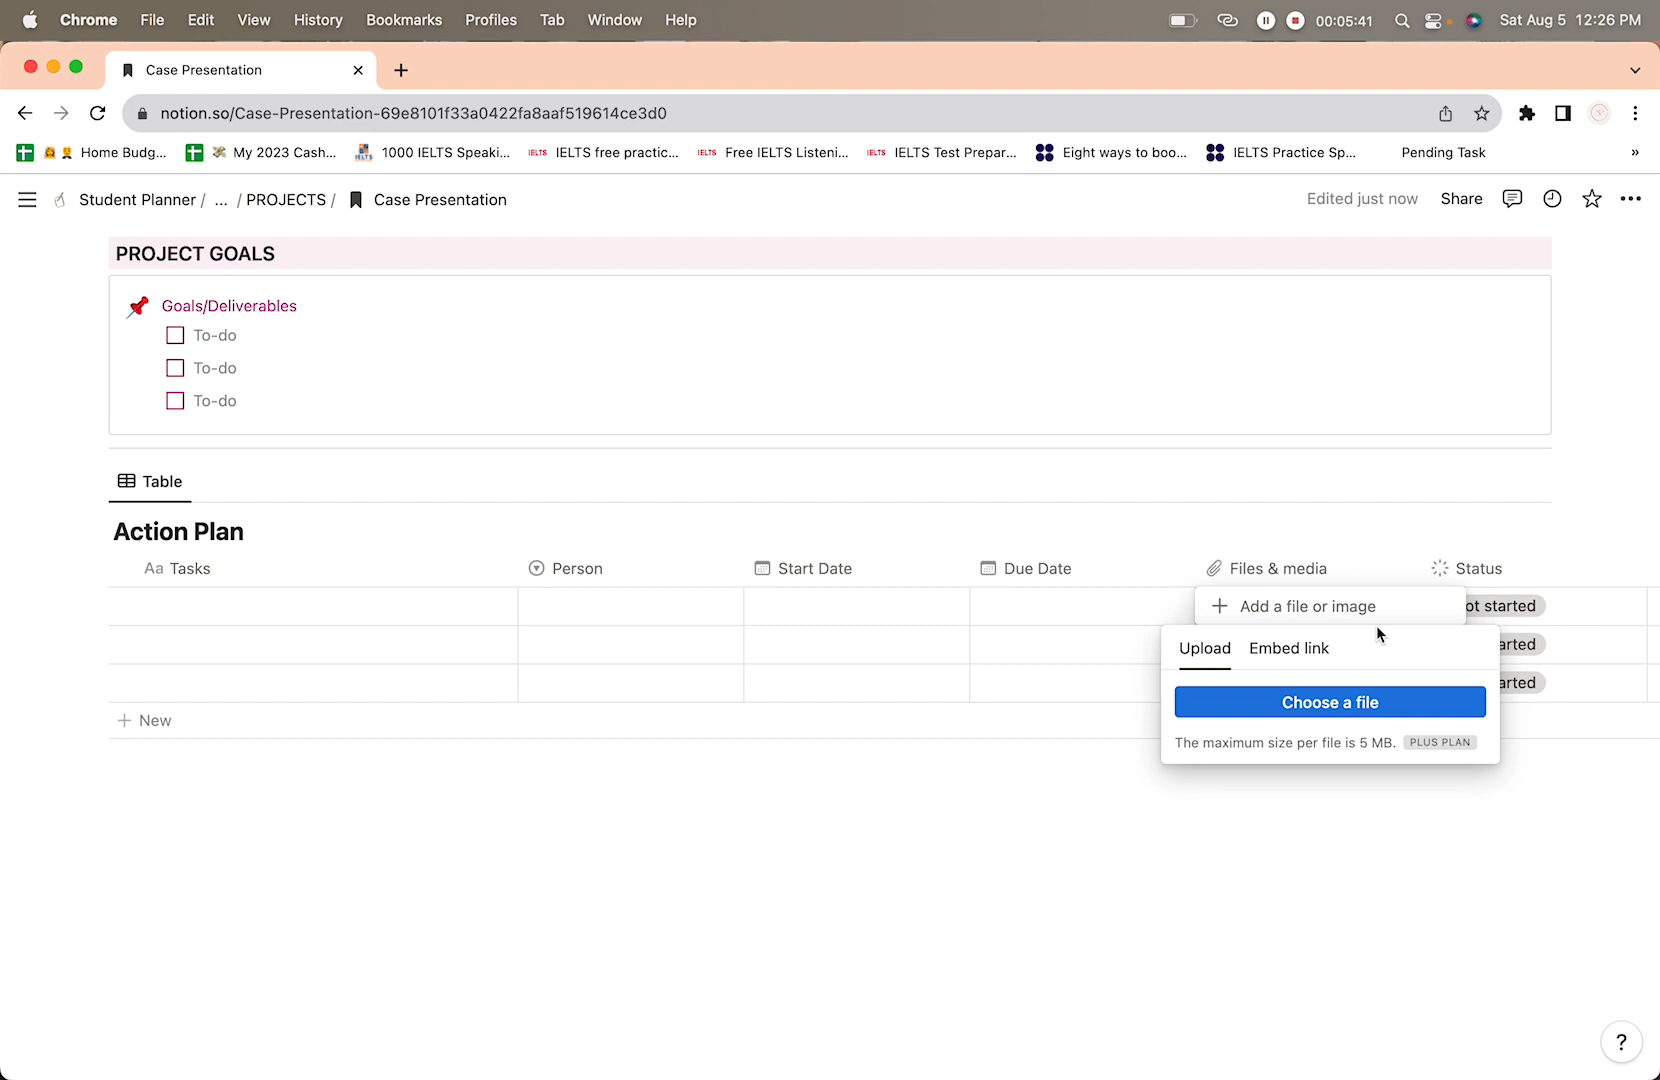 Chrome File Edit View History Bookmarks Profiles Tab Window Help 00:05:41 Sat Aug 5 12:26 PM
Case Presentation
notion.so/Case-Presentation-69e8101f33a0422fa8aaf519614ce3d0
Home Budg... My 2023 Cash... IELTS 1000 IELTS Speaki... IELTS IELTS free practic... IELTS Free IELTS Listeni... IELTS IELTS Test Prepar... Eight ways to boo... IELTS Practice Sp... Pending Task »
Student Planner / ... / PROJECTS / Case Presentation Edited just now Share
PROJECT GOALS
Goals/Deliverables
To-do
To-do
To-do
Table
Action Plan
Aa Tasks Person Start Date Due Date Files & media Status
+ Add a file or image ot started
Upload Embed link arted
arted
Choose a file
+ New
The maximum size per file is 5 MB. PLUS PLAN
?